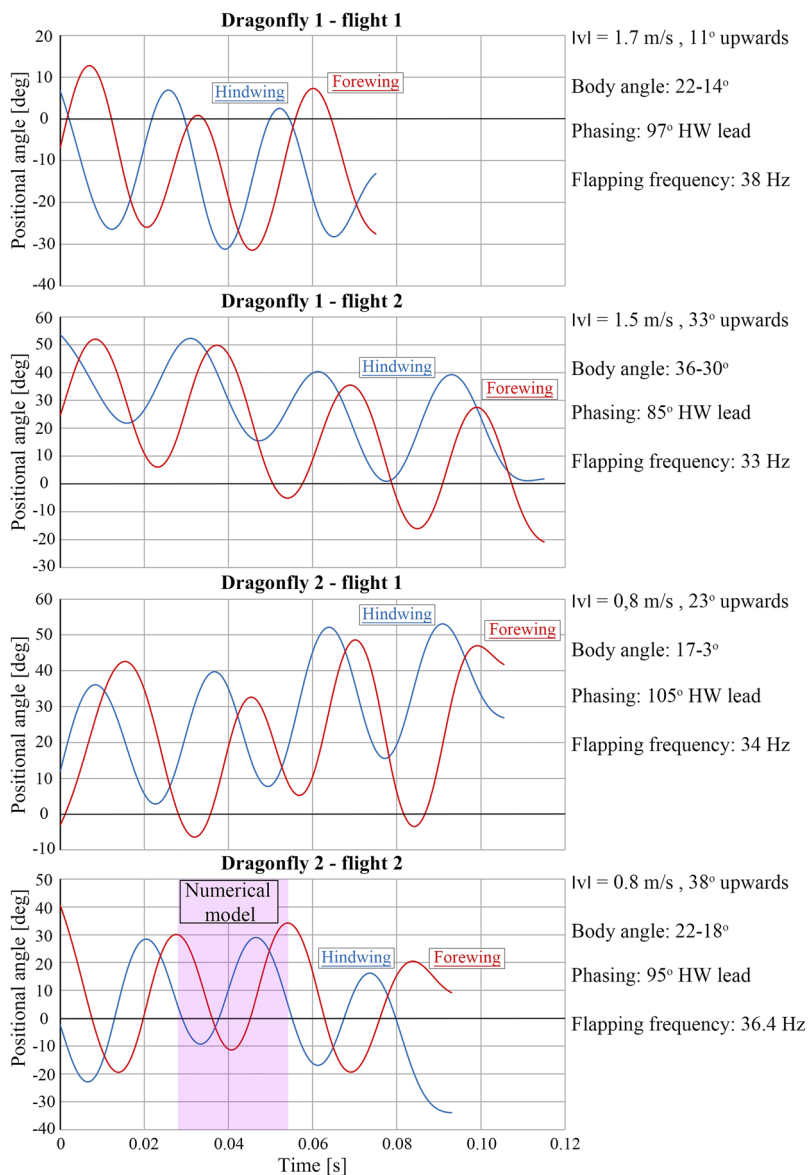 Dragonfly 1 - flight 1
20
10
0
-10
-20
-30
-40
Positional angle [deg]
Hindwing
Forewing
|v| = 1.7 m/s , 11° upwards
Body angle: 22-14°
Phasing: 97° HW lead
Flapping frequency: 38 Hz
Dragonfly 1 - flight 2
60
50
40
30
20
10
0
-10
-20
-30
Positional angle [deg]
Hindwing
Forewing
|v| = 1.5 m/s , 33° upwards
Body angle: 36-30°
Phasing: 85° HW lead
Flapping frequency: 33 Hz
Dragonfly 2 - flight 1
60
50
40
30
20
10
0
-10
Positional angle [deg]
Hindwing
Forewing
|v| = 0,8 m/s , 23° upwards
Body angle: 17-3°
Phasing: 105° HW lead
Flapping frequency: 34 Hz
Dragonfly 2 - flight 2
50
40
30
20
10
0
-10
-20
-30
-40
Positional angle [deg]
Numerical
model
Hindwing
Forewing
|v| = 0.8 m/s , 38° upwards
Body angle: 22-18°
Phasing: 95° HW lead
Flapping frequency: 36.4 Hz
0 0.02 0.04 0.06 0.08 0.10 0.12
Time [s]